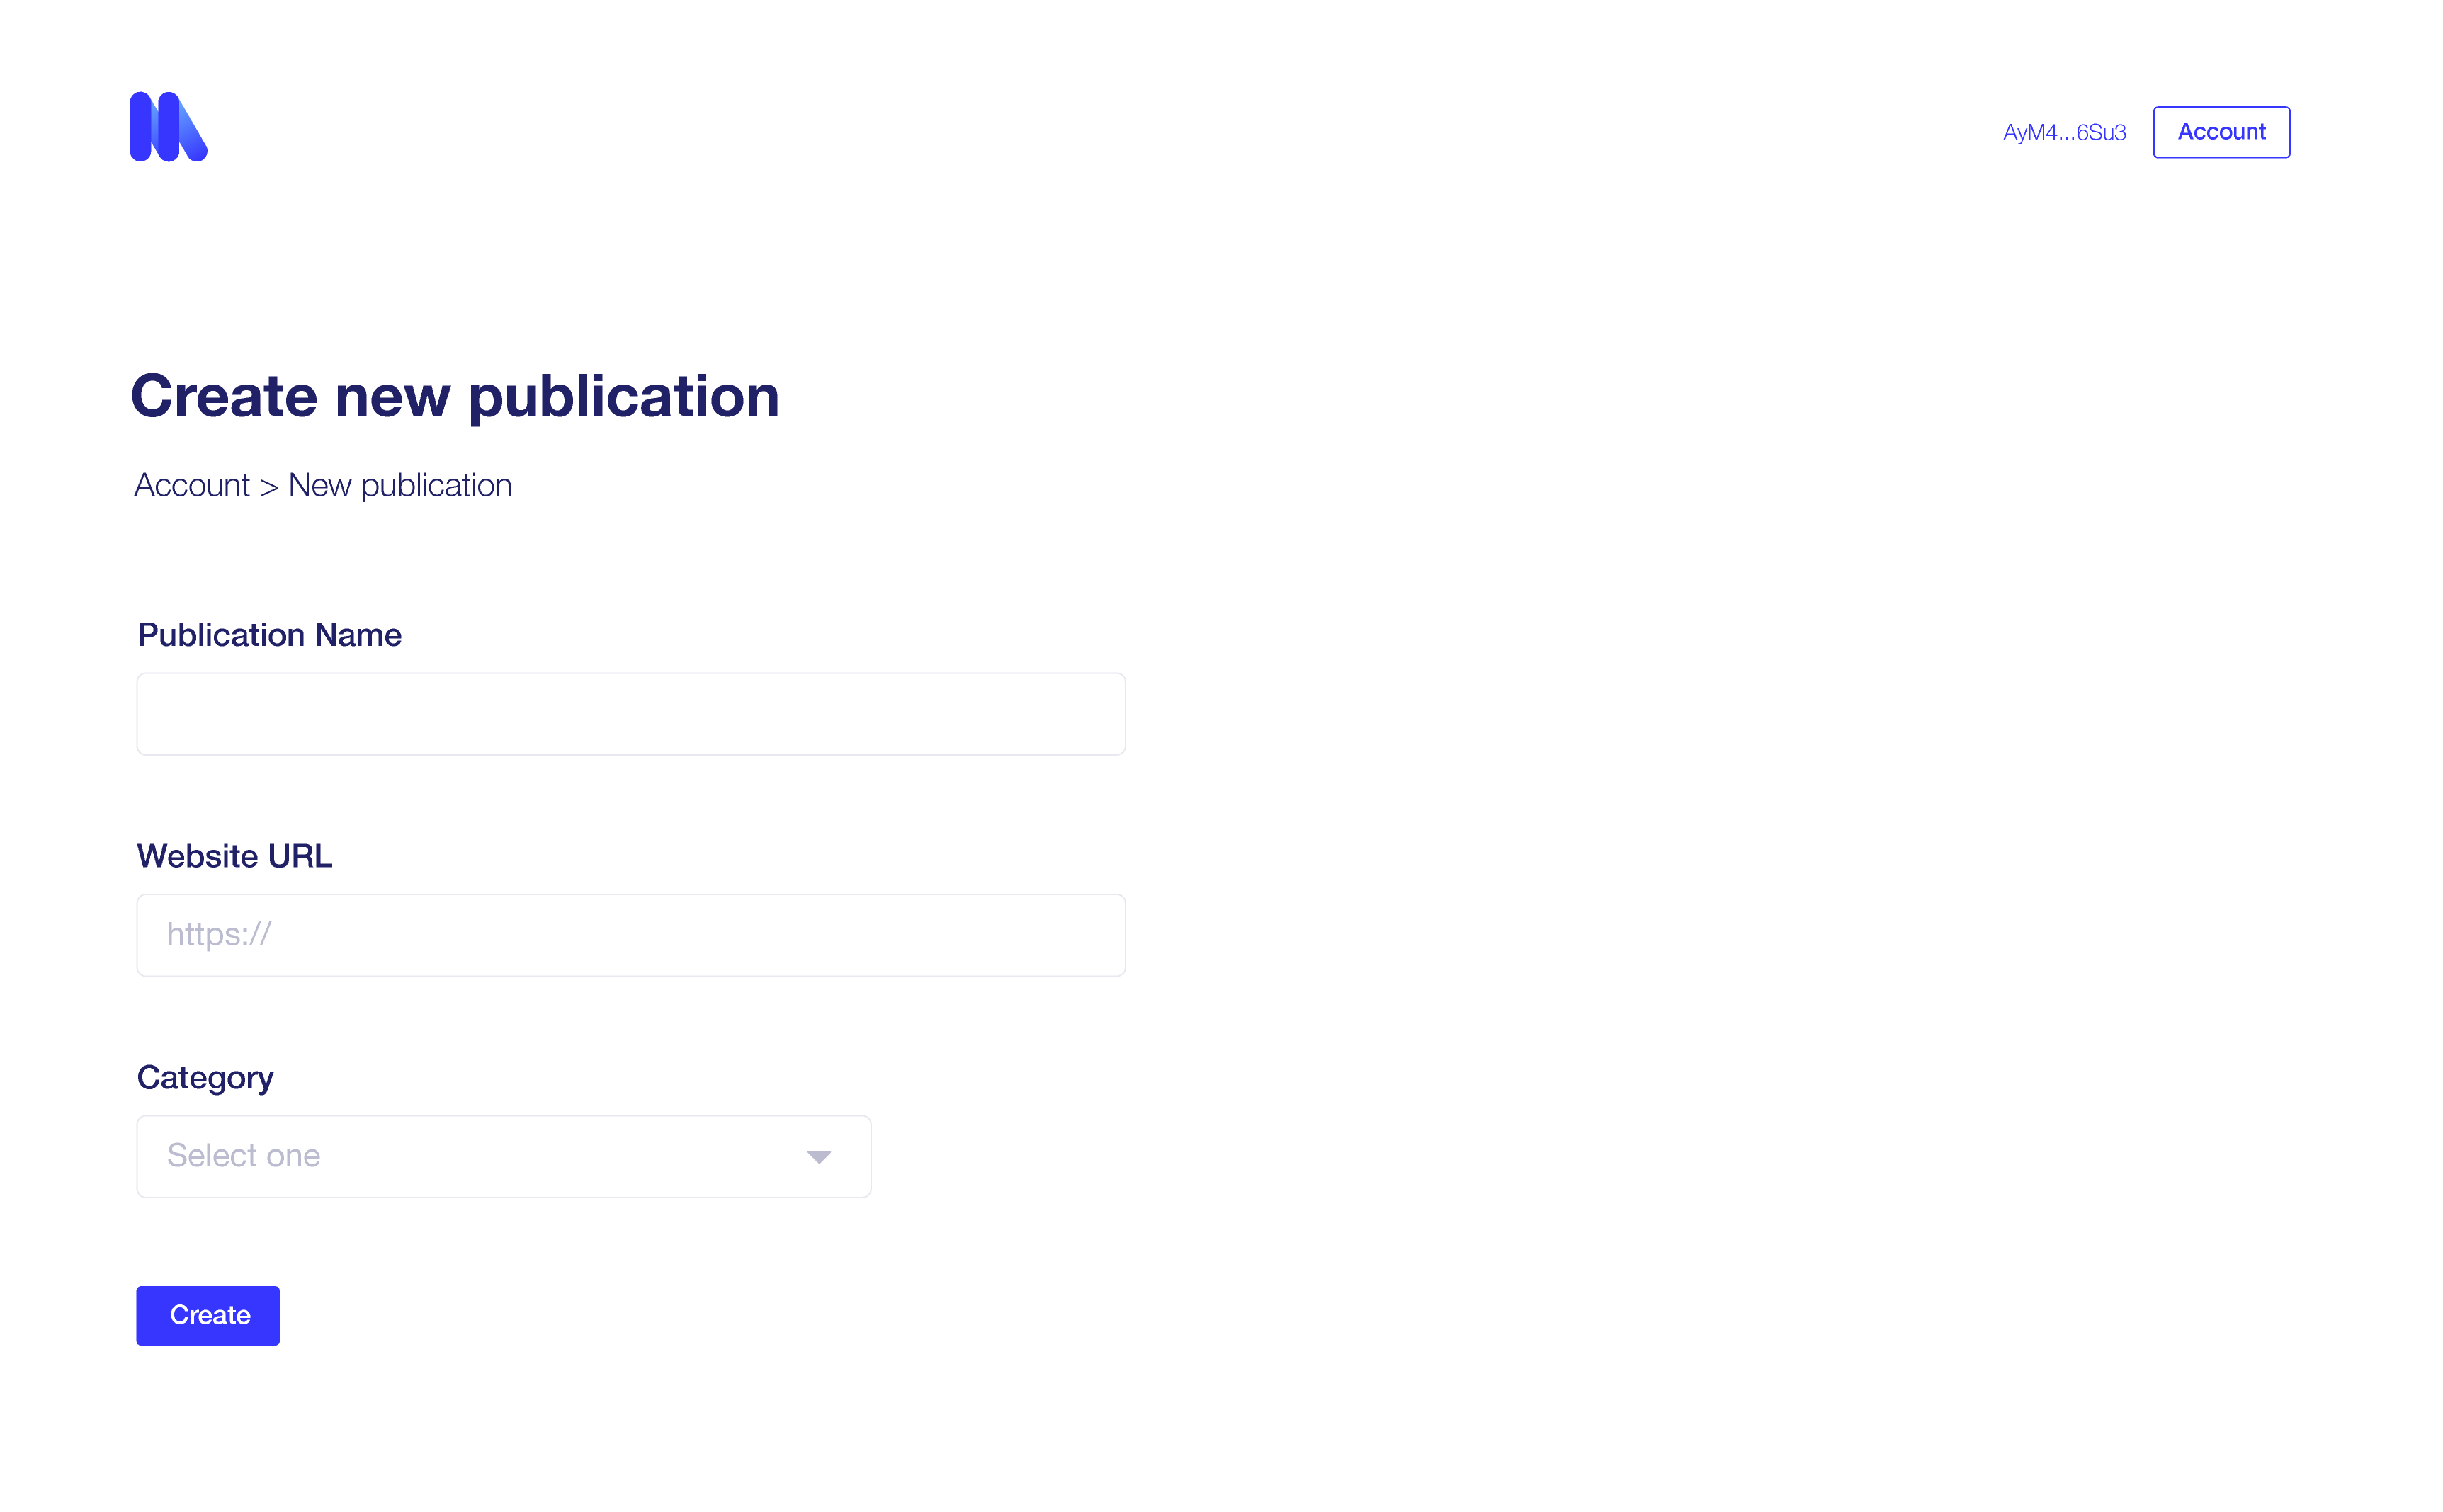 AyM4...6Su3
Account
Create new publication
Account > New publication
Publication Name
Website URL
https://
Category
Select one
Create